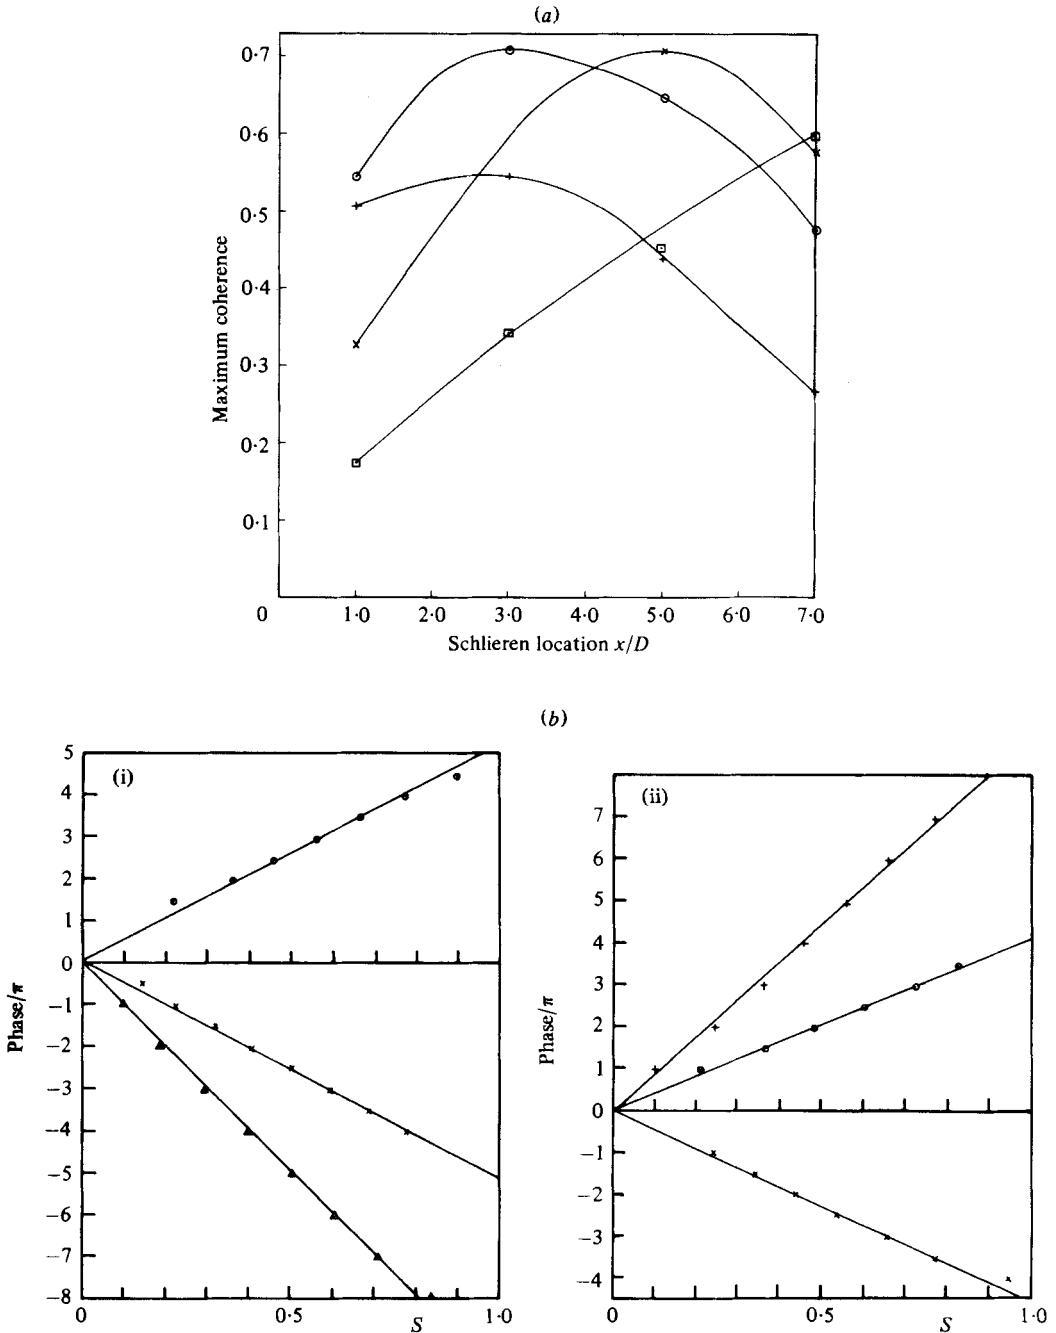 (a)
0·7
0·6
0·5
0·4
0·3
0·2
0·1
0
Maximum coherence
1·0 2·0 3·0 4·0 5·0 6·0 7·0
Schlieren location x/D
(b)
(i)
5
4
3
2
1
0
−1
−2
−3
−4
−5
−6
−7
−8
Phase/π
0 0·5 1·0
S
(ii)
7
6
5
4
3
2
1
0
−1
−2
−3
−4
Phase/π
0 0·5 1·0
S